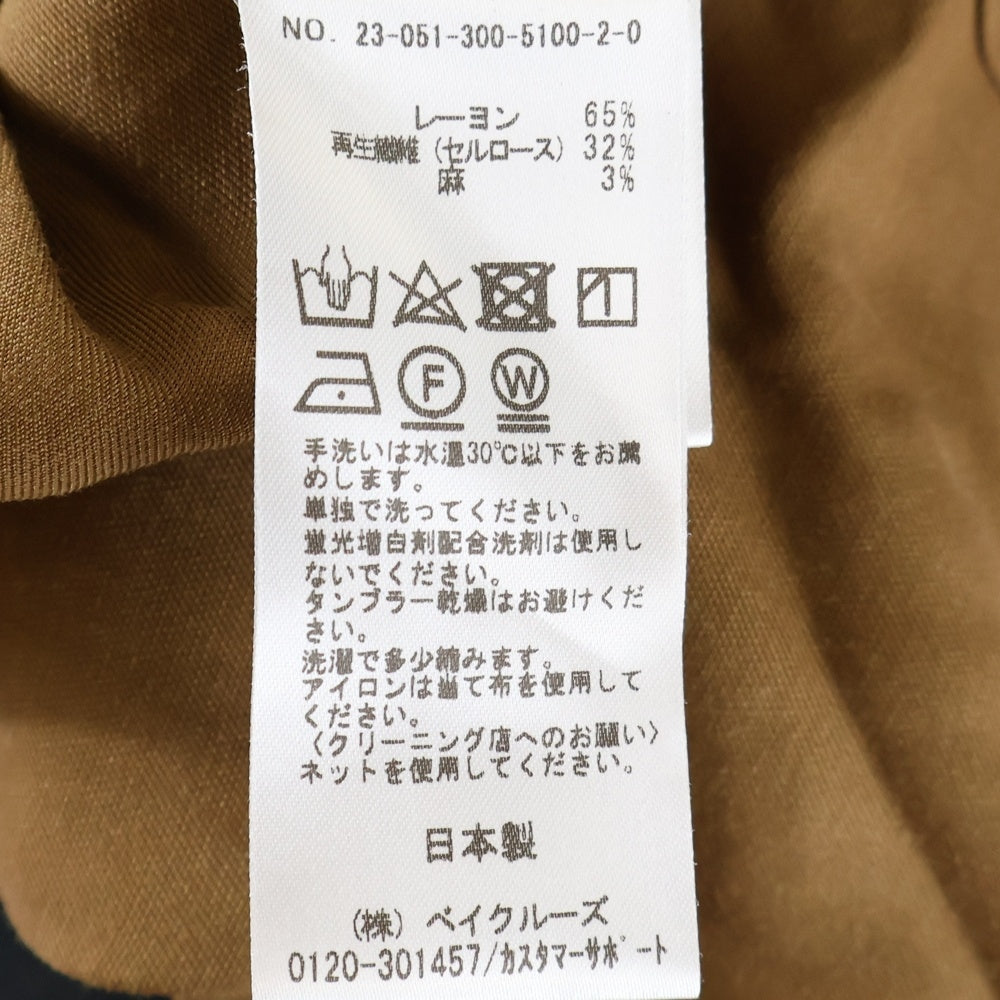 NO. 23-051-300-5100-2-0
レーヨン 65%
再生繊維(セルロース) 32%
麻 3%
F W
手洗いは水温30℃以下をお薦
めします。
単独で洗ってください。
蛍光増白剤配合洗剤は使用し
ないでください。
タンブラー乾燥はお避けくだ
さい。
洗濯で多少縮みます。
アイロンは当て布を使用して
ください。
〈クリーニング店へのお願い〉
ネットを使用してください。
日本製
(株) ベイクルーズ
0120-301457/カスタマーサポート